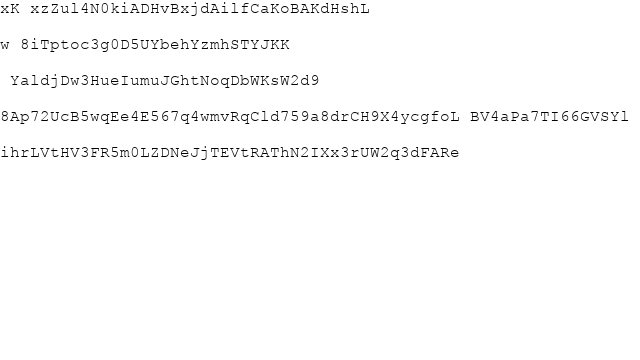 xK xzZul4N0kiADHvBxjdAilfCaKoBAKdHshL
w 8iTptoc3g0D5UYbehYzmhSTYJKK
YaldjDw3HueIumuJGhtNoqDbWKsW2d9
8Ap72UcB5wqEe4E567q4wmvRqCld759a8drCH9X4ycgfoL BV4aPa7TI66GVSYl
ihrLVtHV3FR5m0LZDNeJjTEVtRAThN2IXx3rUW2q3dFARe